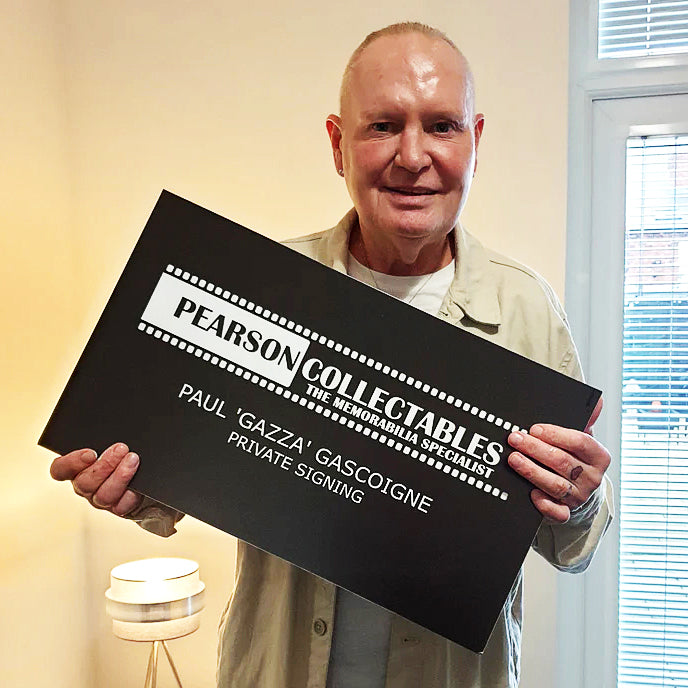 PEARSON COLLECTABLES
THE MEMORABILIA SPECIALIST
PAUL 'GAZZA' GASCOIGNE
PRIVATE SIGNING